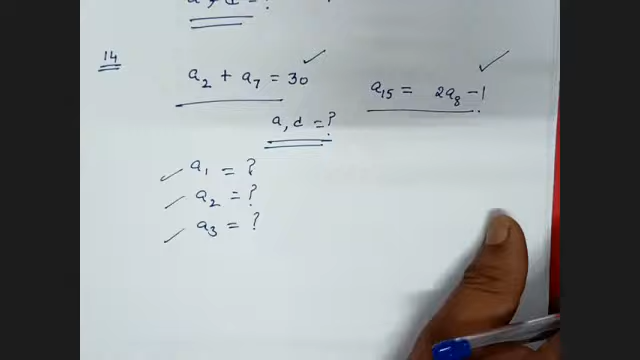 a, d = ?
14
a₂ + a₇ = 30
a₁₅ = 2a₈ - 1
a, d = ?
a₁ = ?
a₂ = ?
a₃ = ?